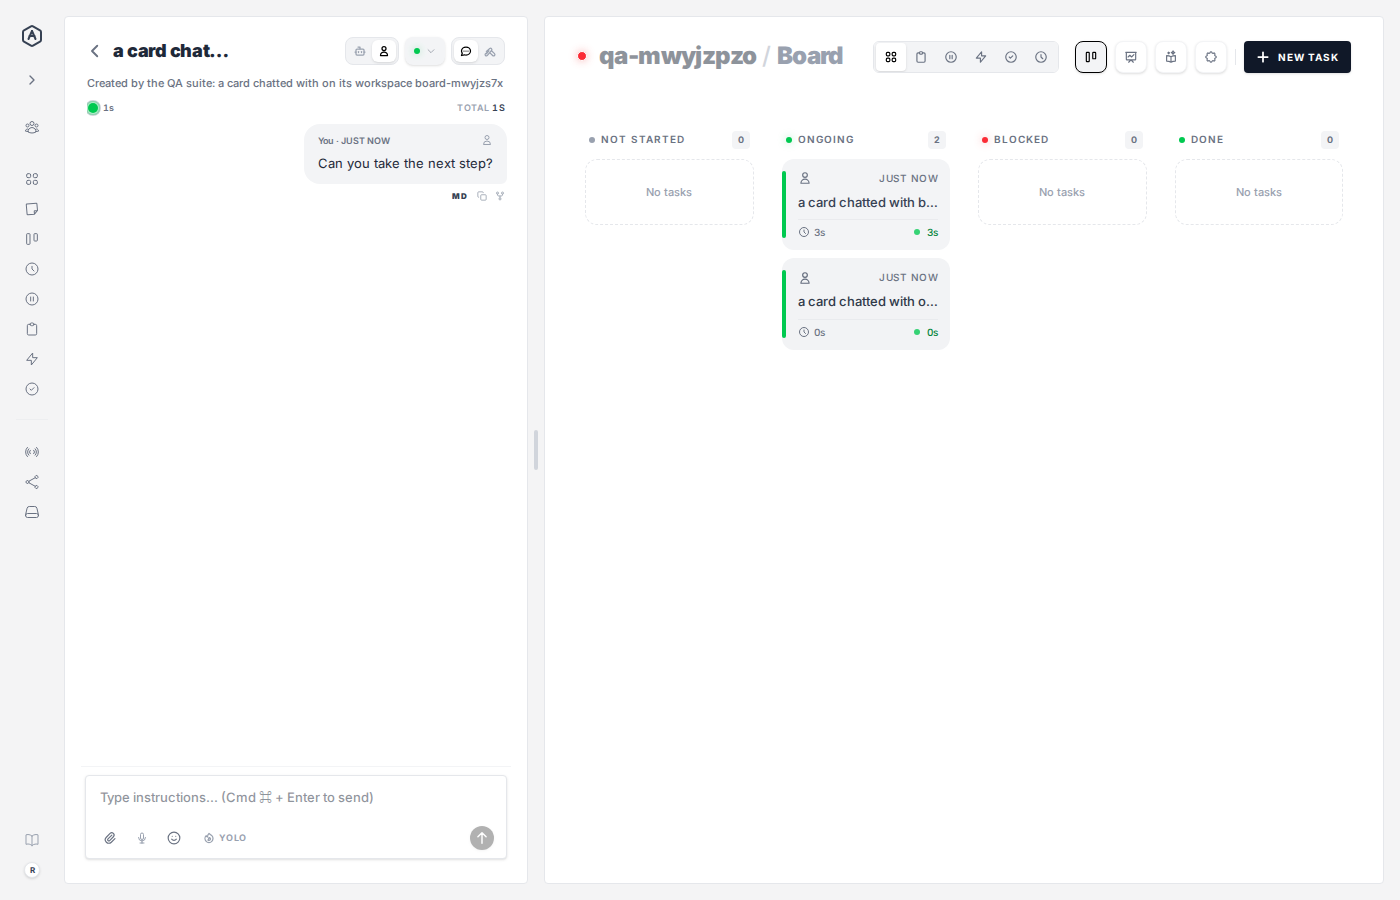 a card chat...
Created by the QA suite: a card chatted with on its workspace board-mwyjzs7x
1s
TOTAL 1S
You · JUST NOW
Can you take the next step?
MD
Type instructions... (Cmd ⌘ + Enter to send)
YOLO
R
qa-mwyjzpzo / Board
NEW TASK
NOT STARTED 0
No tasks
ONGOING 2
JUST NOW
a card chatted with b...
3s 3s
JUST NOW
a card chatted with o...
0s 0s
BLOCKED 0
No tasks
DONE 0
No tasks